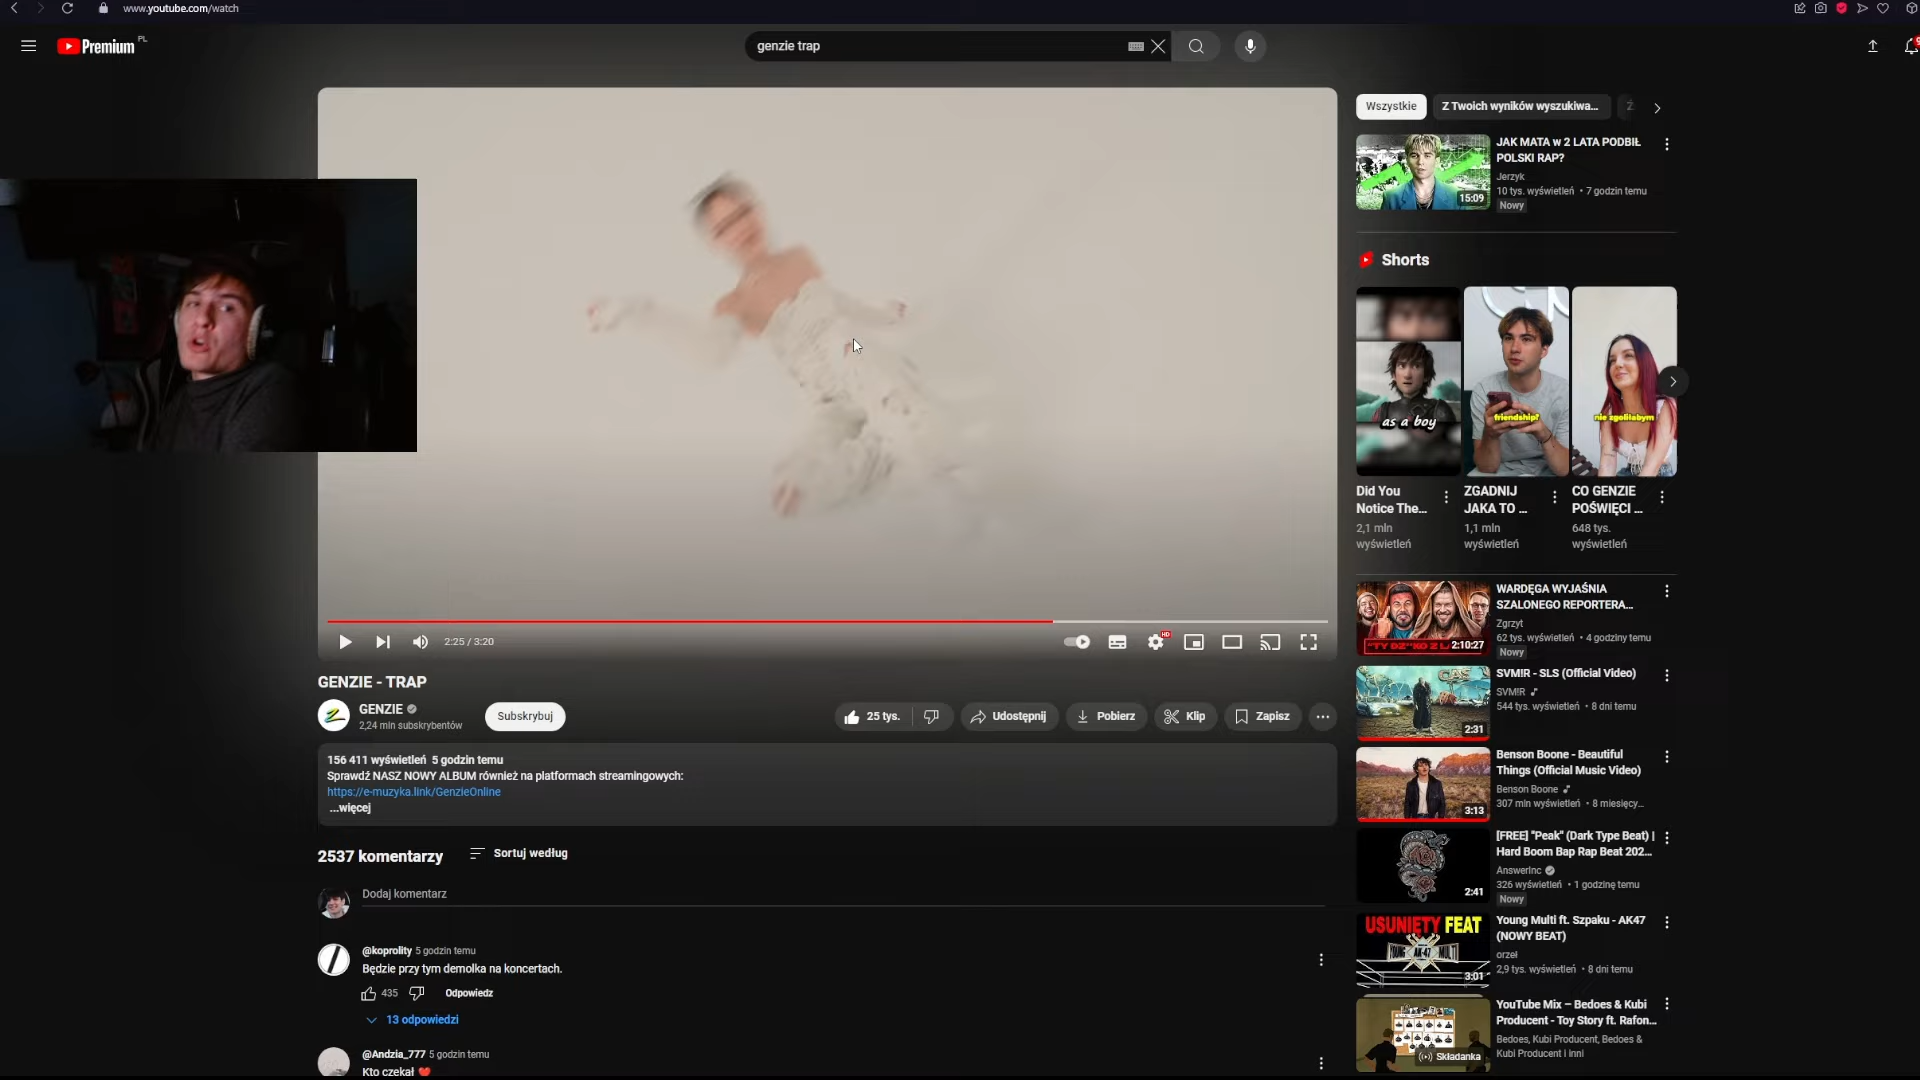 www.youtube.com/watch
Premium PL
genzie trap
Wszystkie
Z Twoich wyników wyszukiwa...
JAK MATA w 2 LATA PODBIŁ
POLSKI RAP?
Jerzyk
10 tys. wyświetleń • 7 godzin temu
Nowy
15:09
Shorts
as a boy
friendship?
nie zgoliłabym
Did You
Notice The...
2,1 mln
wyświetleń
ZGADNIJ
JAKA TO ...
1,1 mln
wyświetleń
CO GENZIE
POŚWIĘCI ...
648 tys.
wyświetleń
2:25 / 3:20
HD
GENZIE - TRAP
GENZIE
2,24 mln subskrybentów
Subskrybuj
25 tys.
Udostępnij
Pobierz
Klip
Zapisz
156 411 wyświetleń 5 godzin temu
Sprawdź NASZ NOWY ALBUM również na platformach streamingowych:
https://e-muzyka.link/GenzieOnline
...więcej
2537 komentarzy
Sortuj według
Dodaj komentarz
@koprolity 5 godzin temu
Będzie przy tym demolka na koncertach.
435
Odpowiedz
13 odpowiedzi
@Andzia_777 5 godzin temu
Kto czekał ❤️
WARDĘGA WYJAŚNIA
SZALONEGO REPORTERA...
Zgrzyt
62 tys. wyświetleń • 4 godziny temu
Nowy
2:10:27
SVM!R - SLS (Official Video)
SVM!R
544 tys. wyświetleń • 8 dni temu
2:31
Benson Boone - Beautiful
Things (Official Music Video)
Benson Boone
307 mln wyświetleń • 8 miesięcy...
3:13
[FREE] "Peak" (Dark Type Beat) |
Hard Boom Bap Rap Beat 202...
AnswerInc
326 wyświetleń • 1 godzinę temu
Nowy
2:41
USUNIĘTY FEAT
YOUNG AK-47 MULTI
Young Multi ft. Szpaku - AK47
(NOWY BEAT)
orzeł
2,9 tys. wyświetleń • 8 dni temu
3:01
YouTube Mix – Bedoes & Kubi
Producent - Toy Story ft. Rafon...
Bedoes, Kubi Producent, Bedoes &
Kubi Producent i inni
Składanka